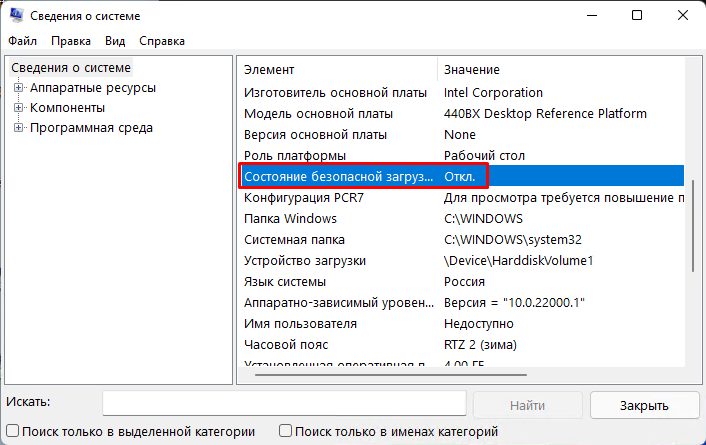 Сведения о системе
Файл Правка Вид Справка
Сведения о системе
Аппаратные ресурсы
Компоненты
Программная среда
Элемент Значение
Изготовитель основной платы Intel Corporation
Модель основной платы 440BX Desktop Reference Platform
Версия основной платы None
Роль платформы Рабочий стол
Состояние безопасной загруз... Откл.
Конфигурация PCR7 Для просмотра требуется повышение п
Папка Windows C:\WINDOWS
Системная папка C:\WINDOWS\system32
Устройство загрузки \Device\HarddiskVolume1
Язык системы Россия
Аппаратно-зависимый уровен... Версия = "10.0.22000.1"
Имя пользователя Недоступно
Часовой пояс RTZ 2 (зима)
Установленная оперативная п... 4,00 ГБ
Искать: Найти Закрыть
Поиск только в выделенной категории Поиск только в именах категорий